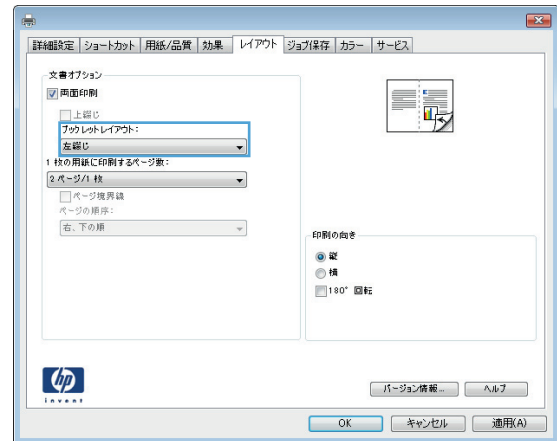 詳細設定 ショートカット 用紙/品質 効果 レイアウト ジョブ保存 カラー サービス
文書オプション
両面印刷
上綴じ
ブックレットレイアウト:
左綴じ
1 枚の用紙に印刷するページ数:
2 ページ/1 枚
ページ境界線
ページの順序:
右、下の順
印刷の向き
縦
横
180° 回転
hp
invent
バージョン情報... ヘルプ
OK キャンセル 適用(A)